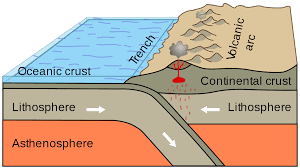 Trench
Volcanic
arc
Oceanic crust
Continental crust
Lithosphere
Lithosphere
Asthenosphere